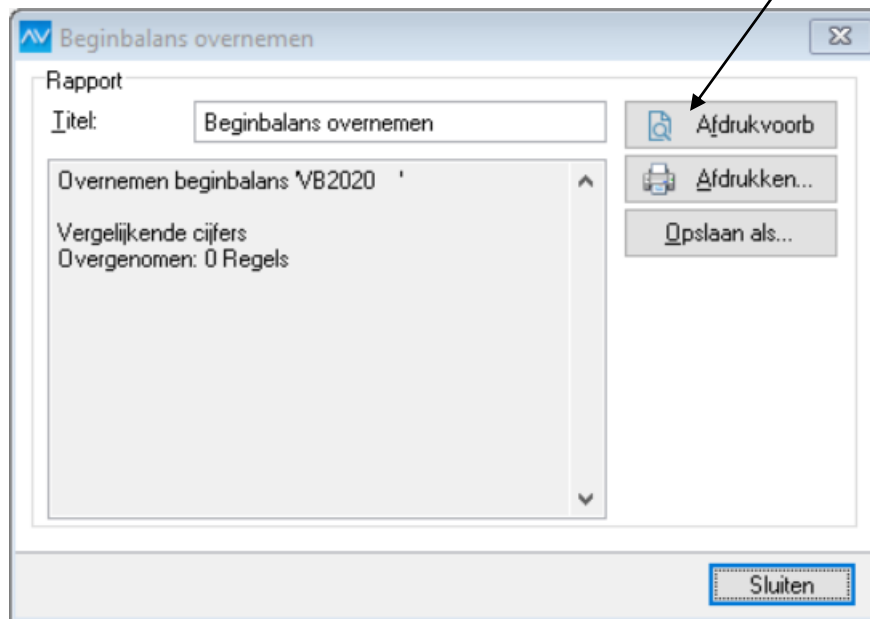 Beginbalans overnemen
Rapport
Titel:
Beginbalans overnemen
Afdrukvoorb
Overnemen beginbalans 'VB2020    '
Afdrukken...
Vergelijkende cijfers
Opslaan als...
Overgenomen: 0 Regels
Sluiten